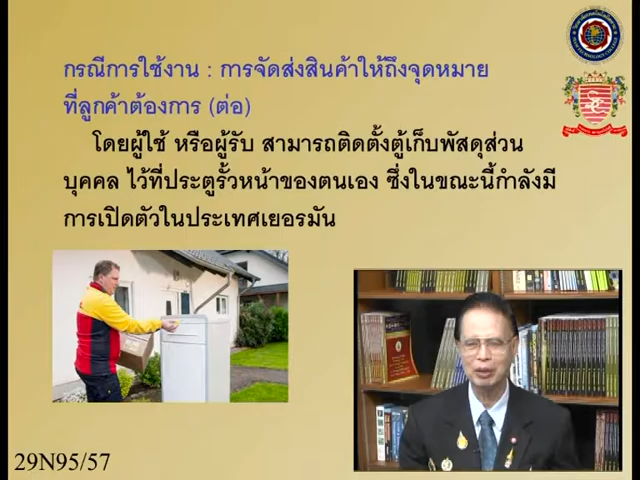 กรณีการใช้งาน : การจัดส่งสินค้าให้ถึงจุดหมาย
ที่ลูกค้าต้องการ (ต่อ)
โดยผู้ใช้ หรือผู้รับ สามารถติดตั้งตู้เก็บพัสดุส่วน
บุคคล ไว้ที่ประตูรั้วหน้าของตนเอง ซึ่งในขณะนี้กำลังมี
การเปิดตัวในประเทศเยอรมัน
29N95/57